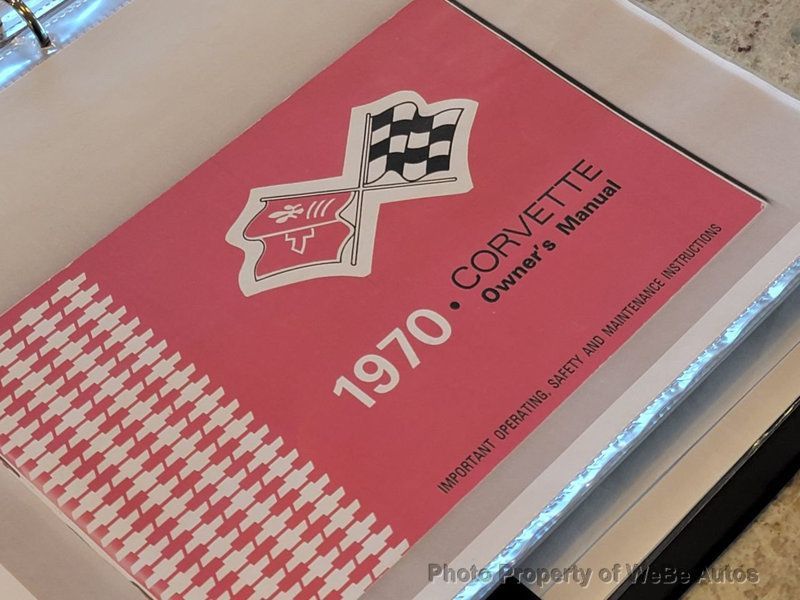 1970 • CORVETTE
Owner's Manual
IMPORTANT OPERATING, SAFETY AND MAINTENANCE INSTRUCTIONS
Photo Property of WeBe Autos